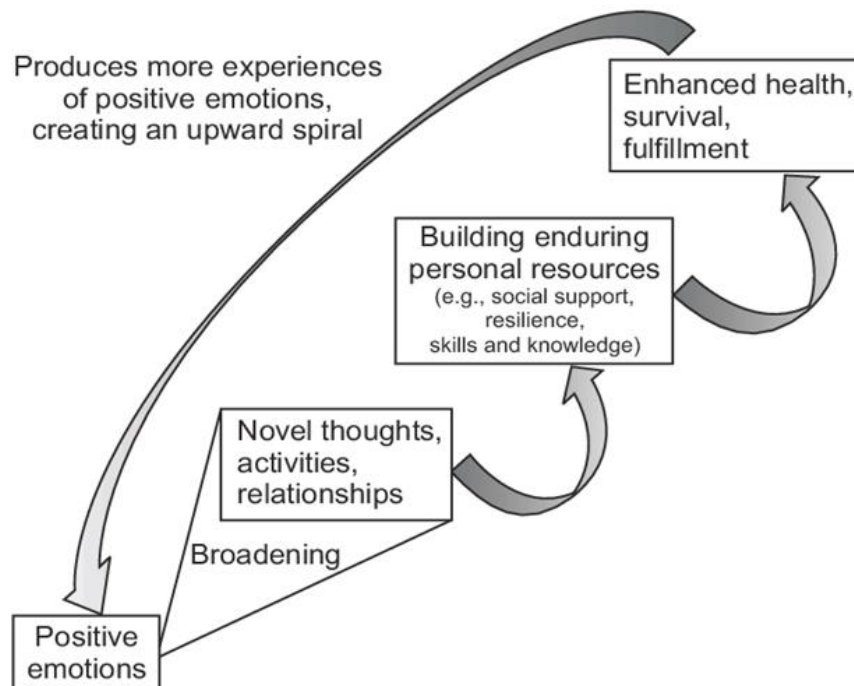 Produces more experiences
of positive emotions,
creating an upward spiral
Enhanced health,
survival,
fulfillment
Building enduring
personal resources
(e.g., social support,
resilience,
skills and knowledge)
Novel thoughts,
activities,
relationships
Broadening
Positive
emotions